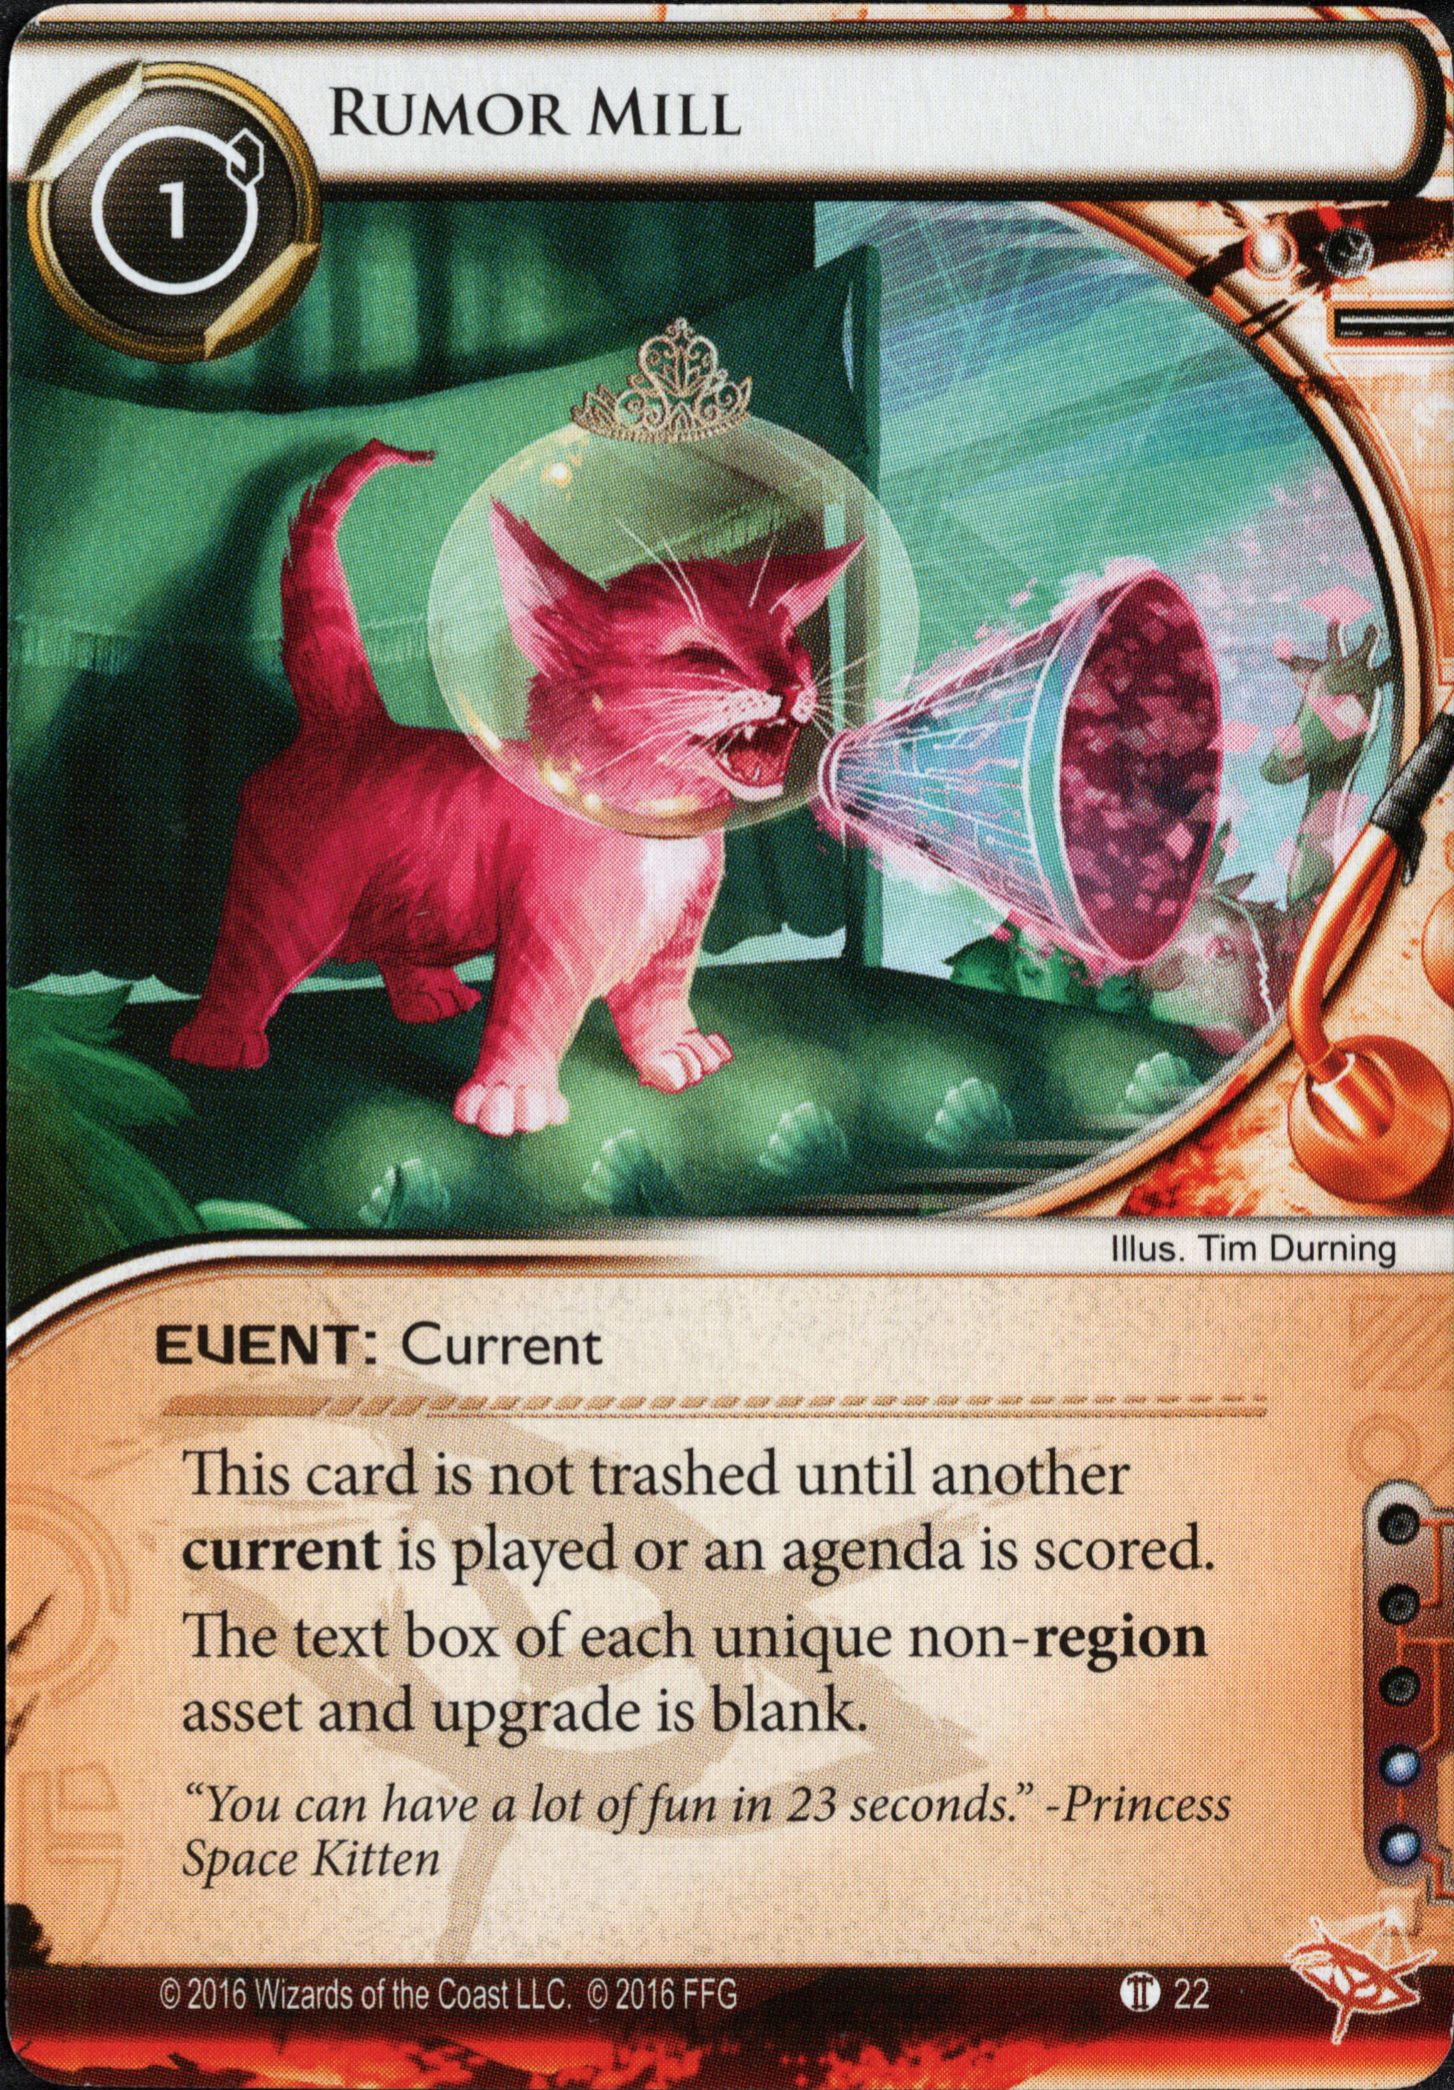 RUMOR MILL
1
Illus. Tim Durning
EVENT: Current
This card is not trashed until another
current is played or an agenda is scored.
The text box of each unique non-region
asset and upgrade is blank.
“You can have a lot of fun in 23 seconds.” -Princess
Space Kitten
© 2016 Wizards of the Coast LLC. © 2016 FFG
22